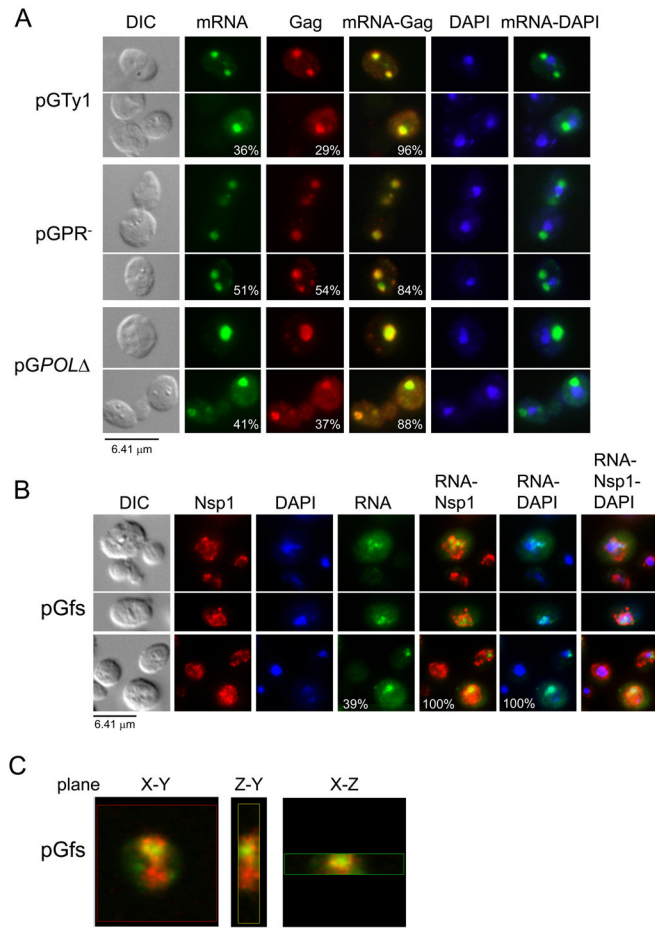 A
DIC mRNA Gag mRNA-Gag DAPI mRNA-DAPI
pGTy1
36% 29% 96%
pGPR-
51% 54% 84%
pGPOLΔ
41% 37% 88%
6.41 µm
B
DIC Nsp1 DAPI RNA RNA-Nsp1 RNA-DAPI RNA-Nsp1-DAPI
pGfs
39% 100% 100%
6.41 µm
C
plane X-Y Z-Y X-Z
pGfs